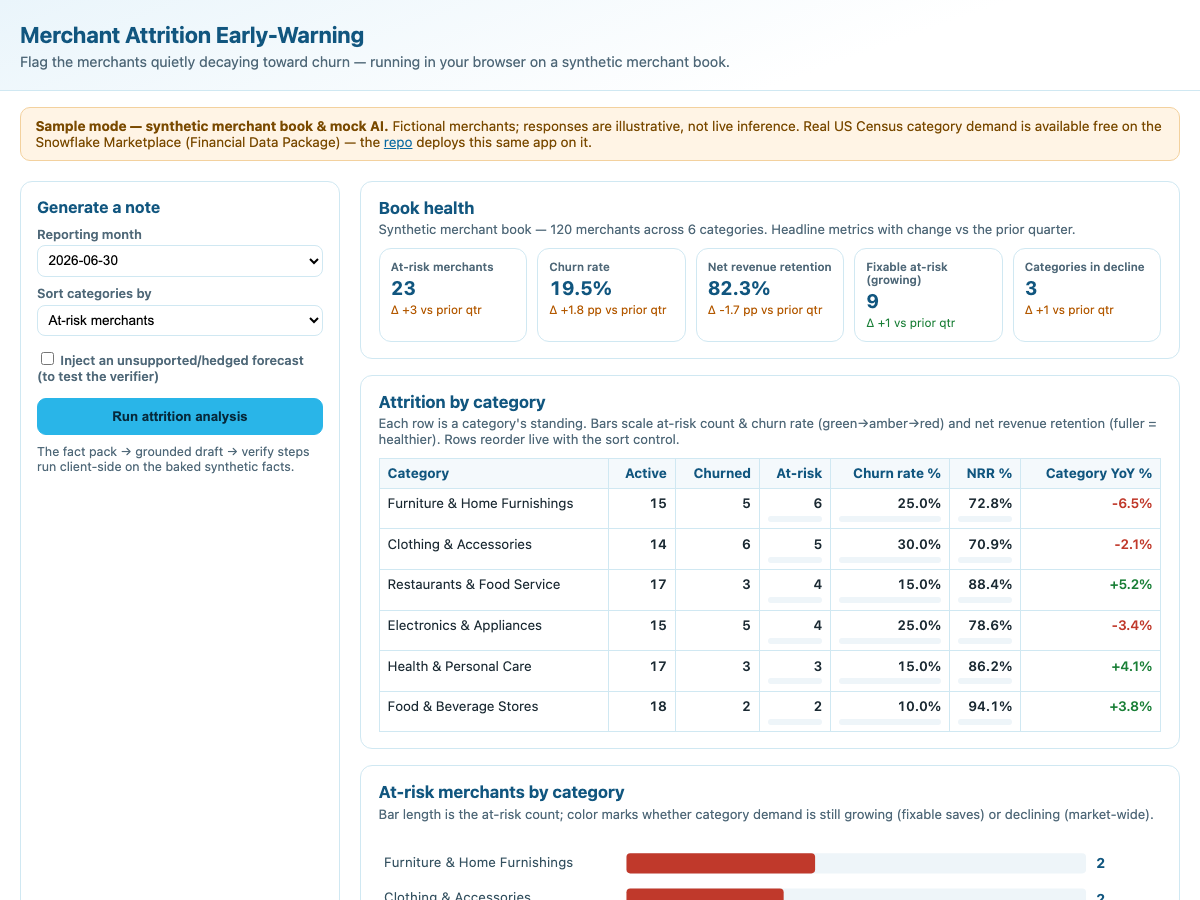 Merchant Attrition Early-Warning
Flag the merchants quietly decaying toward churn — running in your browser on a synthetic merchant book.
Sample mode — synthetic merchant book & mock AI. Fictional merchants; responses are illustrative, not live inference. Real US Census category demand is available free on the
Snowflake Marketplace (Financial Data Package) — the repo deploys this same app on it.
Generate a note
Reporting month
2026-06-30
Sort categories by
At-risk merchants
Inject an unsupported/hedged forecast
(to test the verifier)
Run attrition analysis
The fact pack → grounded draft → verify steps
run client-side on the baked synthetic facts.
Book health
Synthetic merchant book — 120 merchants across 6 categories. Headline metrics with change vs the prior quarter.
At-risk merchants
23
Δ +3 vs prior qtr
Churn rate
19.5%
Δ +1.8 pp vs prior qtr
Net revenue retention
82.3%
Δ -1.7 pp vs prior qtr
Fixable at-risk
(growing)
9
Δ +1 vs prior qtr
Categories in decline
3
Δ +1 vs prior qtr
Attrition by category
Each row is a category's standing. Bars scale at-risk count & churn rate (green→amber→red) and net revenue retention (fuller =
healthier). Rows reorder live with the sort control.
Category Active Churned At-risk Churn rate % NRR % Category YoY %
Furniture & Home Furnishings 15 5 6 25.0% 72.8% -6.5%
Clothing & Accessories 14 6 5 30.0% 70.9% -2.1%
Restaurants & Food Service 17 3 4 15.0% 88.4% +5.2%
Electronics & Appliances 15 5 4 25.0% 78.6% -3.4%
Health & Personal Care 17 3 3 15.0% 86.2% +4.1%
Food & Beverage Stores 18 2 2 10.0% 94.1% +3.8%
At-risk merchants by category
Bar length is the at-risk count; color marks whether category demand is still growing (fixable saves) or declining (market-wide).
Furniture & Home Furnishings 2
Clothing & Accessories 2